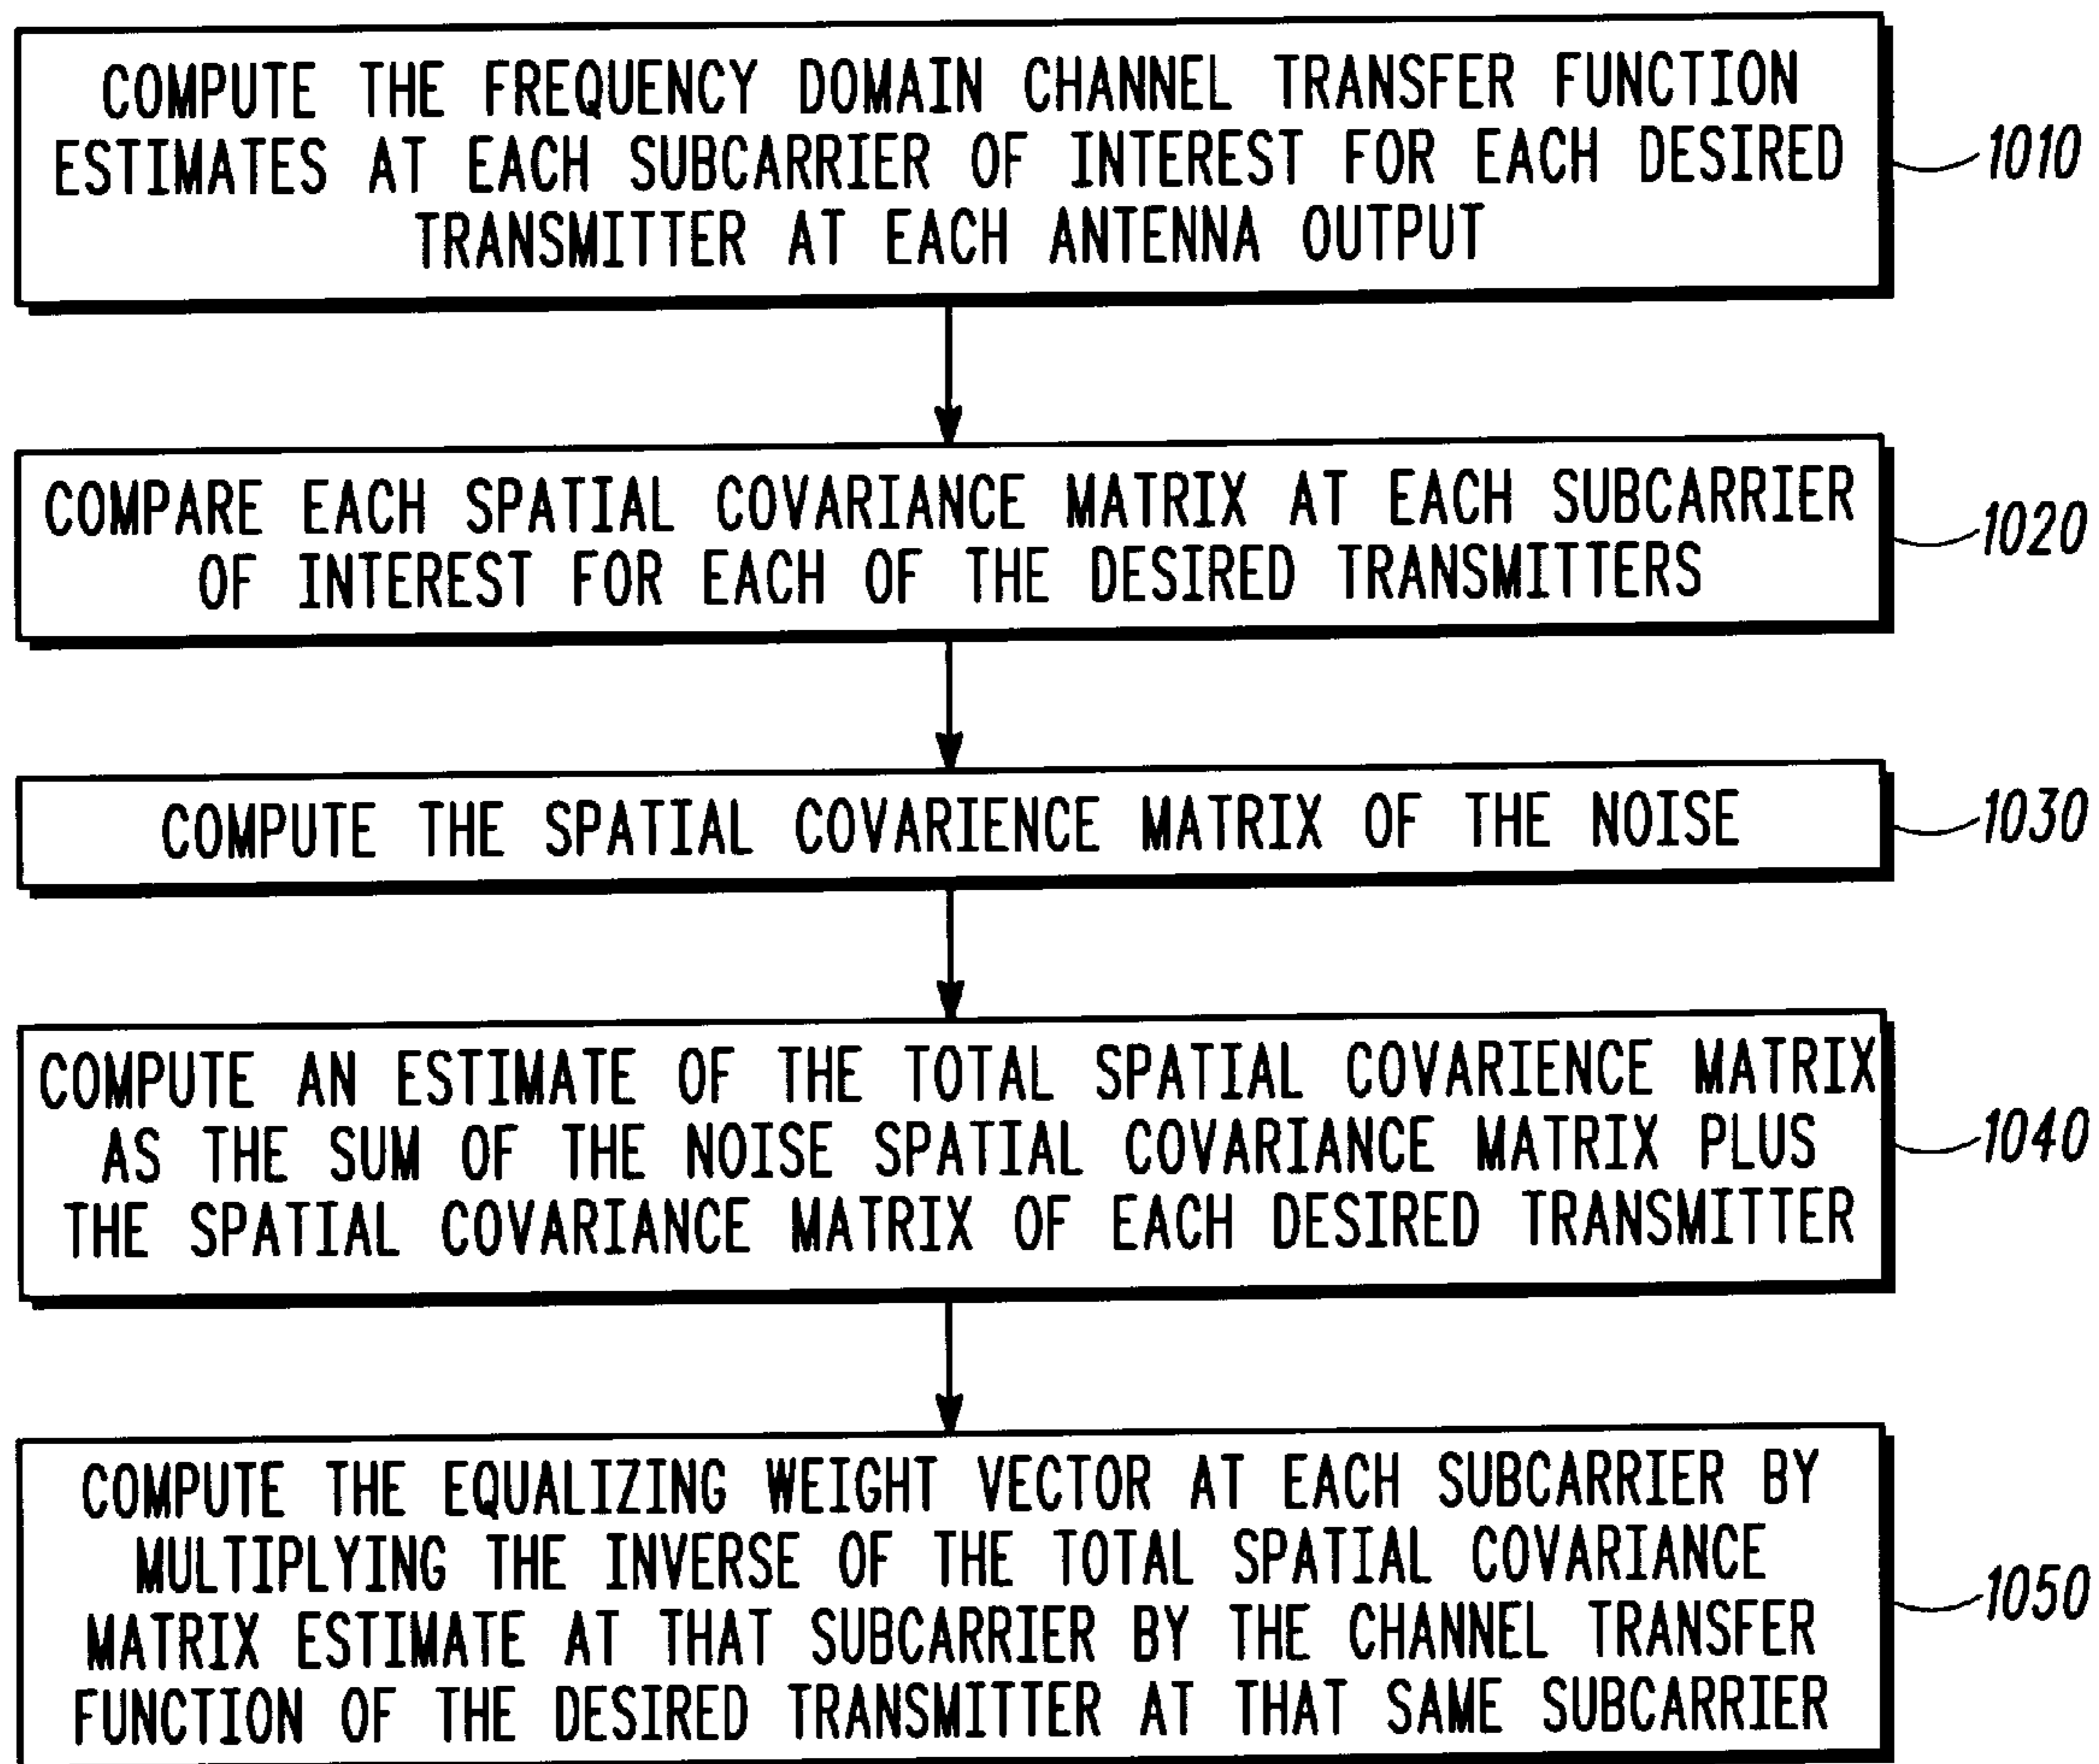 COMPUTE THE FREQUENCY DOMAIN CHANNEL TRANSFER FUNCTION
ESTIMATES AT EACH SUBCARRIER OF INTEREST FOR EACH DESIRED
TRANSMITTER AT EACH ANTENNA OUTPUT
1010
COMPARE EACH SPATIAL COVARIANCE MATRIX AT EACH SUBCARRIER
OF INTEREST FOR EACH OF THE DESIRED TRANSMITTERS
1020
COMPUTE THE SPATIAL COVARIENCE MATRIX OF THE NOISE
1030
COMPUTE AN ESTIMATE OF THE TOTAL SPATIAL COVARIENCE MATRIX
AS THE SUM OF THE NOISE SPATIAL COVARIANCE MATRIX PLUS
THE SPATIAL COVARIANCE MATRIX OF EACH DESIRED TRANSMITTER
1040
COMPUTE THE EQUALIZING WEIGHT VECTOR AT EACH SUBCARRIER BY
MULTIPLYING THE INVERSE OF THE TOTAL SPATIAL COVARIANCE
MATRIX ESTIMATE AT THAT SUBCARRIER BY THE CHANNEL TRANSFER
FUNCTION OF THE DESIRED TRANSMITTER AT THAT SAME SUBCARRIER
1050